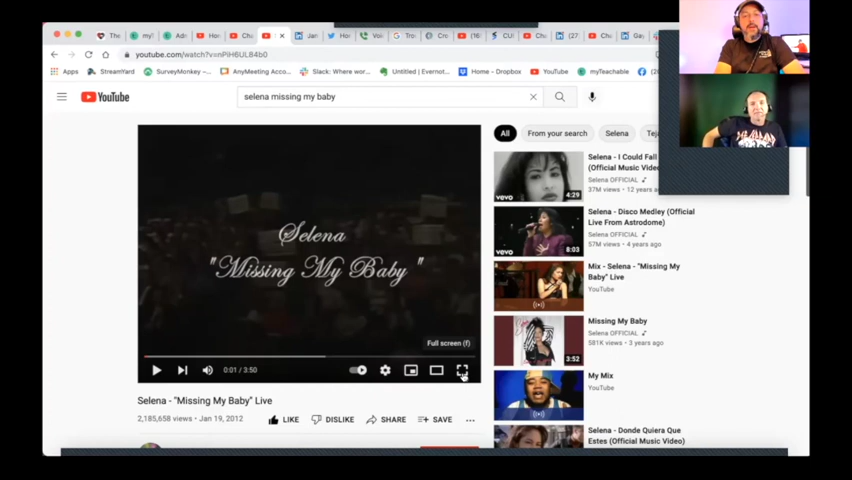 youtube.com/watch?v=nPiH6UL84b0
Apps
StreamYard
SurveyMonkey —
AnyMeeting Accou...
Slack: Where wor...
Untitled | Evernot...
Home – Dropbox
YouTube
myTeachable
YouTube
selena missing my baby
Selena
"Missing My Baby"
Full screen (f)
0:01 / 3:50
Selena - "Missing My Baby" Live
2,185,658 views • Jan 19, 2012
LIKE
DISLIKE
SHARE
SAVE
All
From your search
Selena
vevo
4:29
Selena - I Could Fall
(Official Music Video
Selena OFFICIAL
37M views • 12 years ago
vevo
8:03
Selena - Disco Medley (Official
Live From Astrodome)
Selena OFFICIAL
57M views • 4 years ago
Mix - Selena - "Missing My
Baby" Live
YouTube
3:52
Missing My Baby
Selena OFFICIAL
581K views • 3 years ago
My Mix
YouTube
Selena - Donde Quiera Que
Estes (Official Music Video)